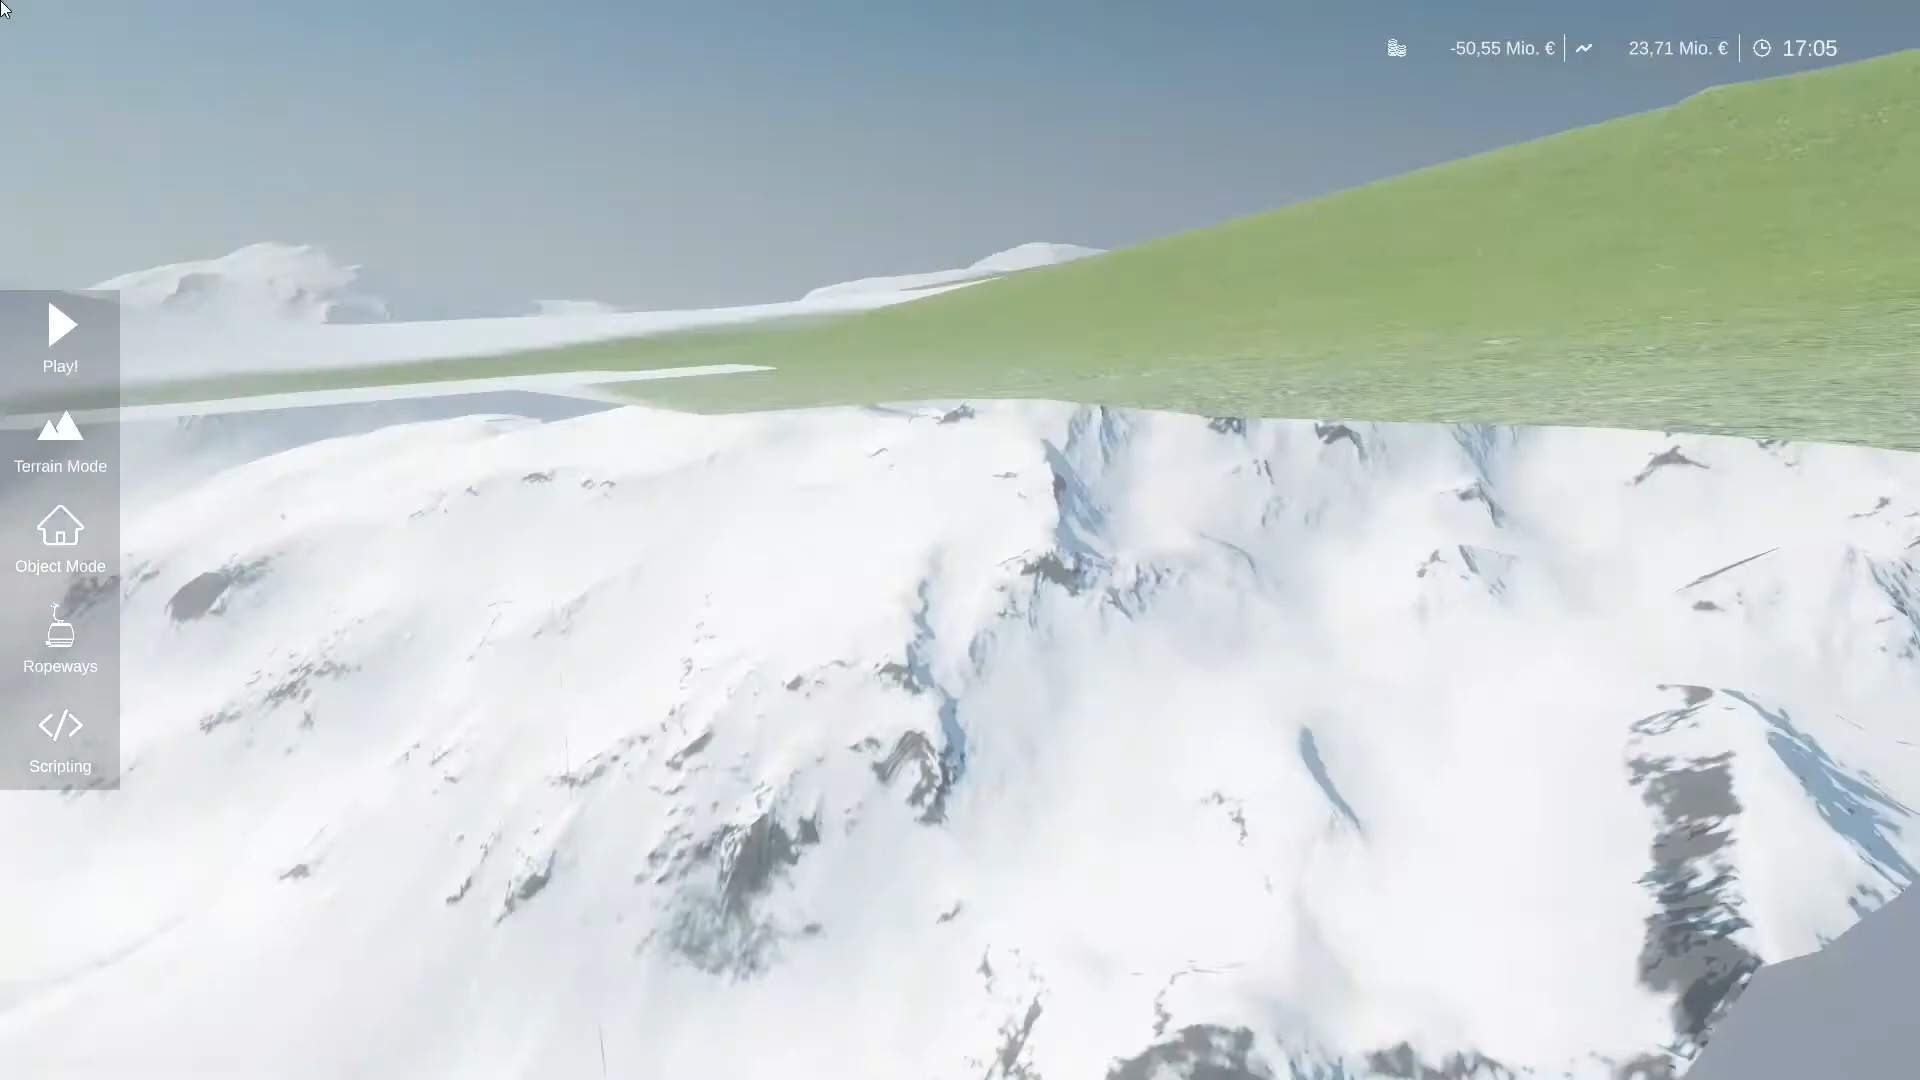 -50,55 Mio. € 23,71 Mio. € 17:05
Play!
Terrain Mode
Object Mode
Ropeways
Scripting